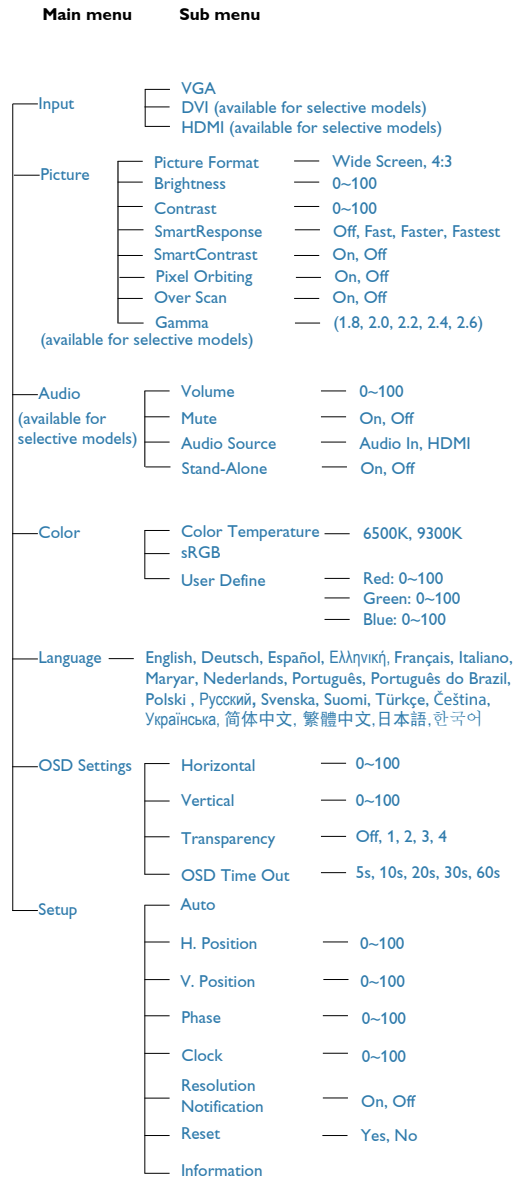 Main menu Sub menu
Input
VGA
DVI (available for selective models)
HDMI (available for selective models)
Picture
Picture Format Wide Screen, 4:3
Brightness 0~100
Contrast 0~100
SmartResponse Off, Fast, Faster, Fastest
SmartContrast On, Off
Pixel Orbiting On, Off
Over Scan On, Off
Gamma (1.8, 2.0, 2.2, 2.4, 2.6)
(available for selective models)
Audio
(available for
selective models)
Volume 0~100
Mute On, Off
Audio Source Audio In, HDMI
Stand-Alone On, Off
Color
Color Temperature 6500K, 9300K
sRGB
User Define Red: 0~100
Green: 0~100
Blue: 0~100
Language English, Deutsch, Español, Ελληνική, Français, Italiano,
Maryar, Nederlands, Português, Português do Brazil,
Polski , Русский, Svenska, Suomi, Türkçe, Čeština,
Українська, 简体中文, 繁體中文,日本語,한국어
OSD Settings
Horizontal 0~100
Vertical 0~100
Transparency Off, 1, 2, 3, 4
OSD Time Out 5s, 10s, 20s, 30s, 60s
Setup
Auto
H. Position 0~100
V. Position 0~100
Phase 0~100
Clock 0~100
Resolution
Notification On, Off
Reset Yes, No
Information